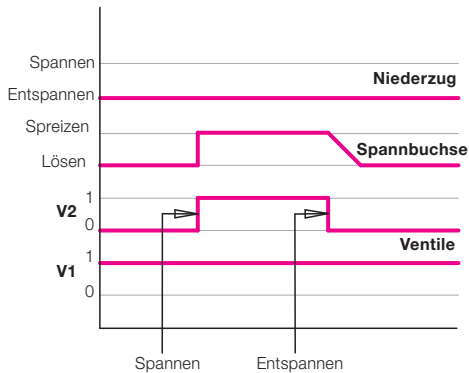 Spannen
Niederzug
Entspannen
Spreizen
Spannbuchse
Lösen
1
V2
0
Ventile
1
V1
0
Spannen Entspannen